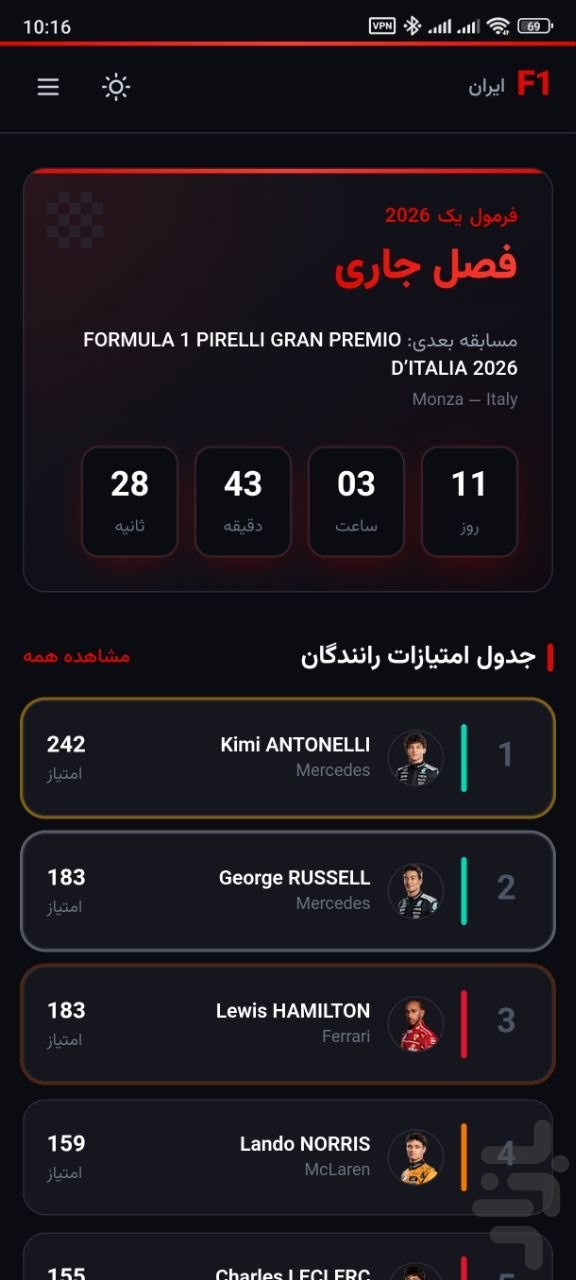 10:16
VPN
69
F1 ایران
فرمول یک 2026
فصل جاری
مسابقه بعدی: FORMULA 1 PIRELLI GRAN PREMIO
D'ITALIA 2026
Monza — Italy
11 03 43 28
روز ساعت دقیقه ثانیه
جدول امتیازات رانندگان مشاهده همه
1 Kimi ANTONELLI 242
Mercedes امتیاز
2 George RUSSELL 183
Mercedes امتیاز
3 Lewis HAMILTON 183
Ferrari امتیاز
4 Lando NORRIS 159
McLaren امتیاز
بازار
Charles LECLERC 155